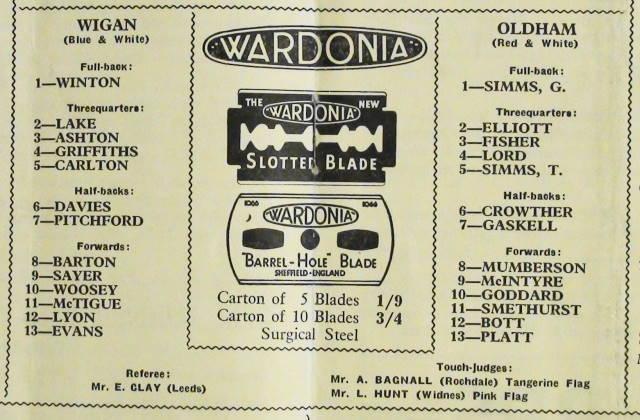 WIGAN
(Blue & White)
Full-back:
1—WINTON
Threequarters:
2—LAKE
3—ASHTON
4—GRIFFITHS
5—CARLTON
Half-backs:
6—DAVIES
7—PITCHFORD
Forwards:
8—BARTON
9—SAYER
10—WOOSEY
11—McTIGUE
12—LYON
13—EVANS
WARDONIA
THE "WARDONIA" NEW
SLOTTED BLADE
1066 1066
"WARDONIA"
"BARREL-HOLE" BLADE
SHEFFIELD·ENGLAND
Carton of 5 Blades 1/9
Carton of 10 Blades 3/4
Surgical Steel
OLDHAM
(Red & White)
Full-back:
1—SIMMS, G.
Threequarters:
2—ELLIOTT
3—FISHER
4—LORD
5—SIMMS, T.
Half-backs:
6—CROWTHER
7—GASKELL
Forwards:
8—MUMBERSON
9—McINTYRE
10—GODDARD
11—SMETHURST
12—BOTT
13—PLATT
Referee:
Mr. E. CLAY (Leeds)
Touch-Judges:
Mr. A. BAGNALL (Rochdale) Tangerine Flag
Mr. L. HUNT (Widnes) Pink Flag